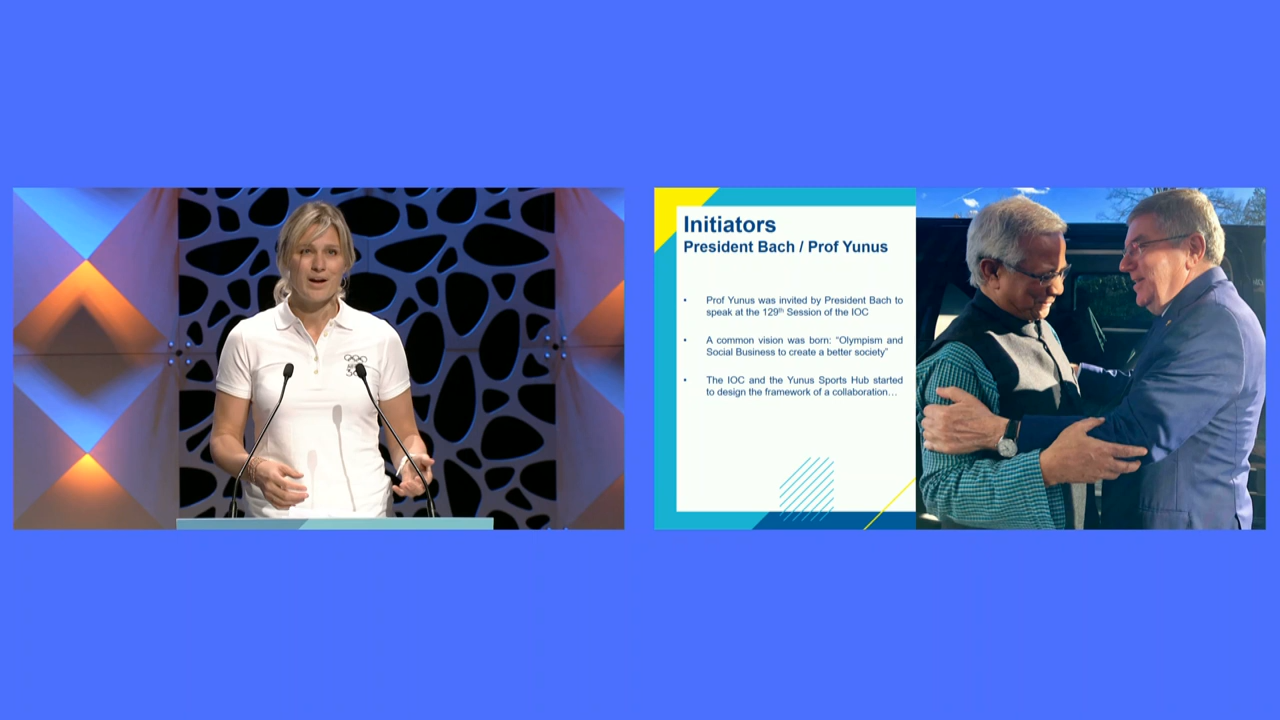 Initiators
President Bach / Prof Yunus
• Prof Yunus was invited by President Bach to
speak at the 129th Session of the IOC
• A common vision was born: “Olympism and
Social Business to create a better society”
• The IOC and the Yunus Sports Hub started
to design the framework of a collaboration…